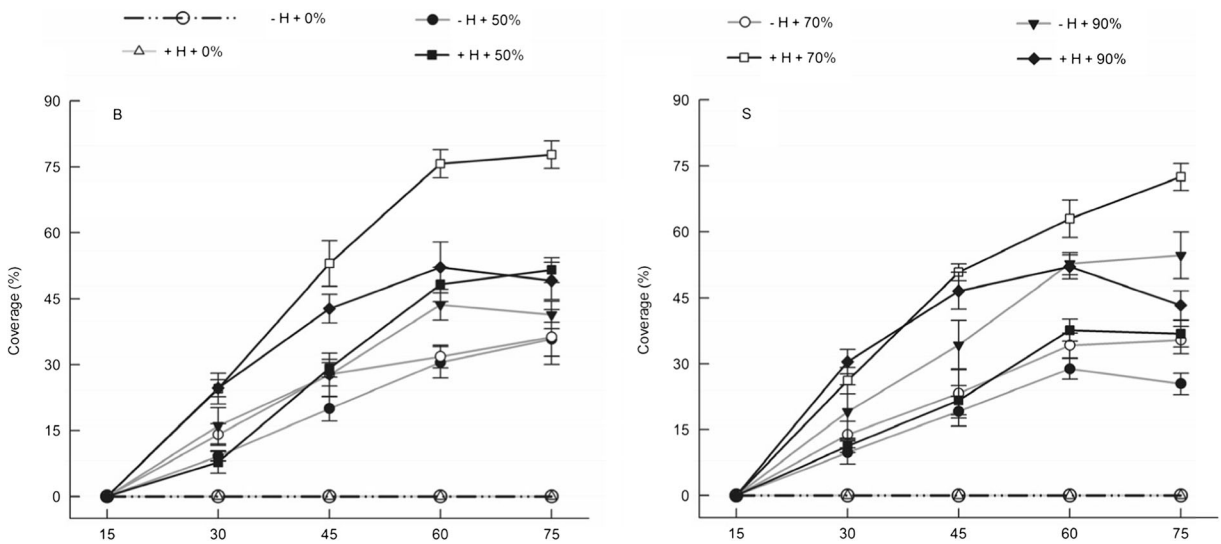 - H + 0%
- H + 50%
+ H + 0%
+ H + 50%
- H + 70%
- H + 90%
+ H + 70%
+ H + 90%
B
90
75
60
45
30
15
0
Coverage (%)
15 30 45 60 75
S
90
75
60
45
30
15
0
Coverage (%)
15 30 45 60 75